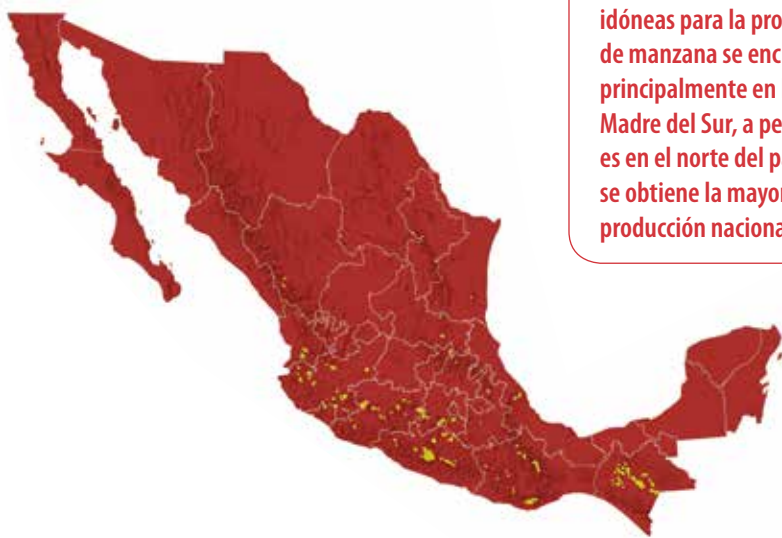 idóneas para la pro
de manzana se enc
principalmente en
Madre del Sur, a pe
es en el norte del p
se obtiene la mayor
producción naciona